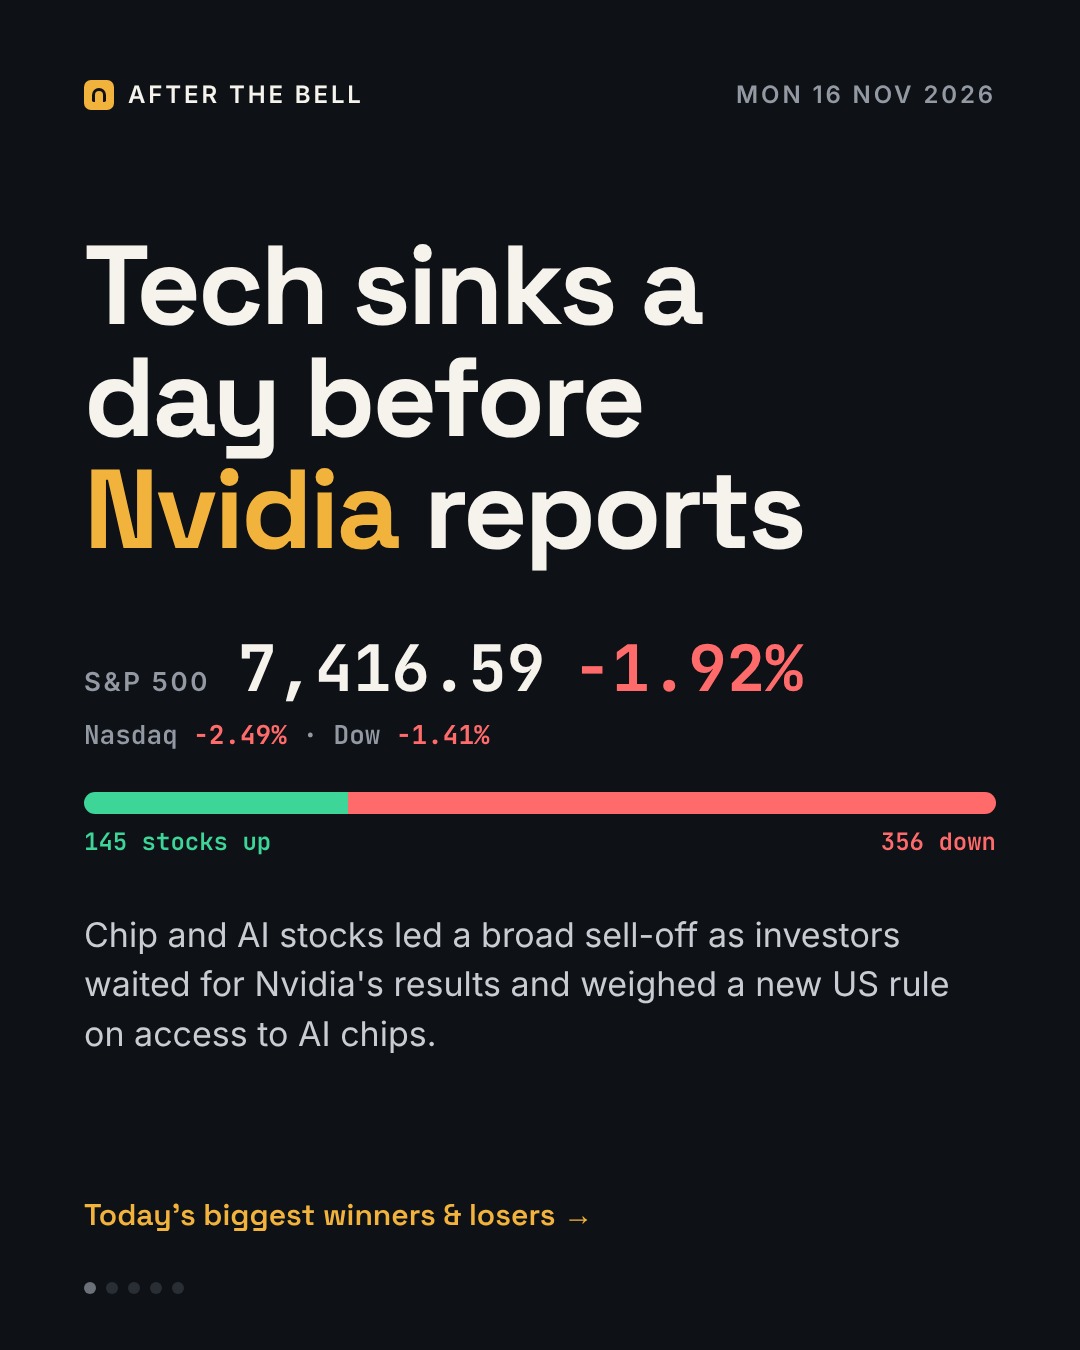 AFTER THE BELL
MON 16 NOV 2026
Tech sinks a
day before
Nvidia reports
S&P 500 7,416.59 -1.92%
Nasdaq -2.49% · Dow -1.41%
145 stocks up
356 down
Chip and AI stocks led a broad sell-off as investors
waited for Nvidia's results and weighed a new US rule
on access to AI chips.
Today’s biggest winners & losers →